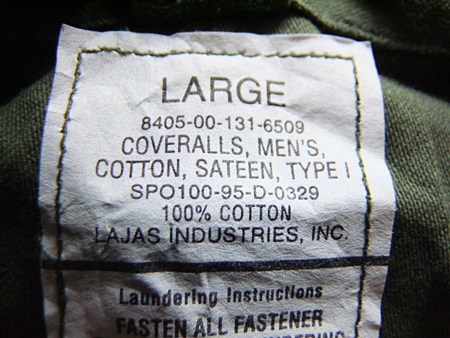 LARGE
8405-00-131-6509
COVERALLS, MEN'S,
COTTON, SATEEN, TYPE I
SPO100-95-D-0329
100% COTTON
LAJAS INDUSTRIES, INC.
Laundering Instructions
FASTEN ALL FASTENER